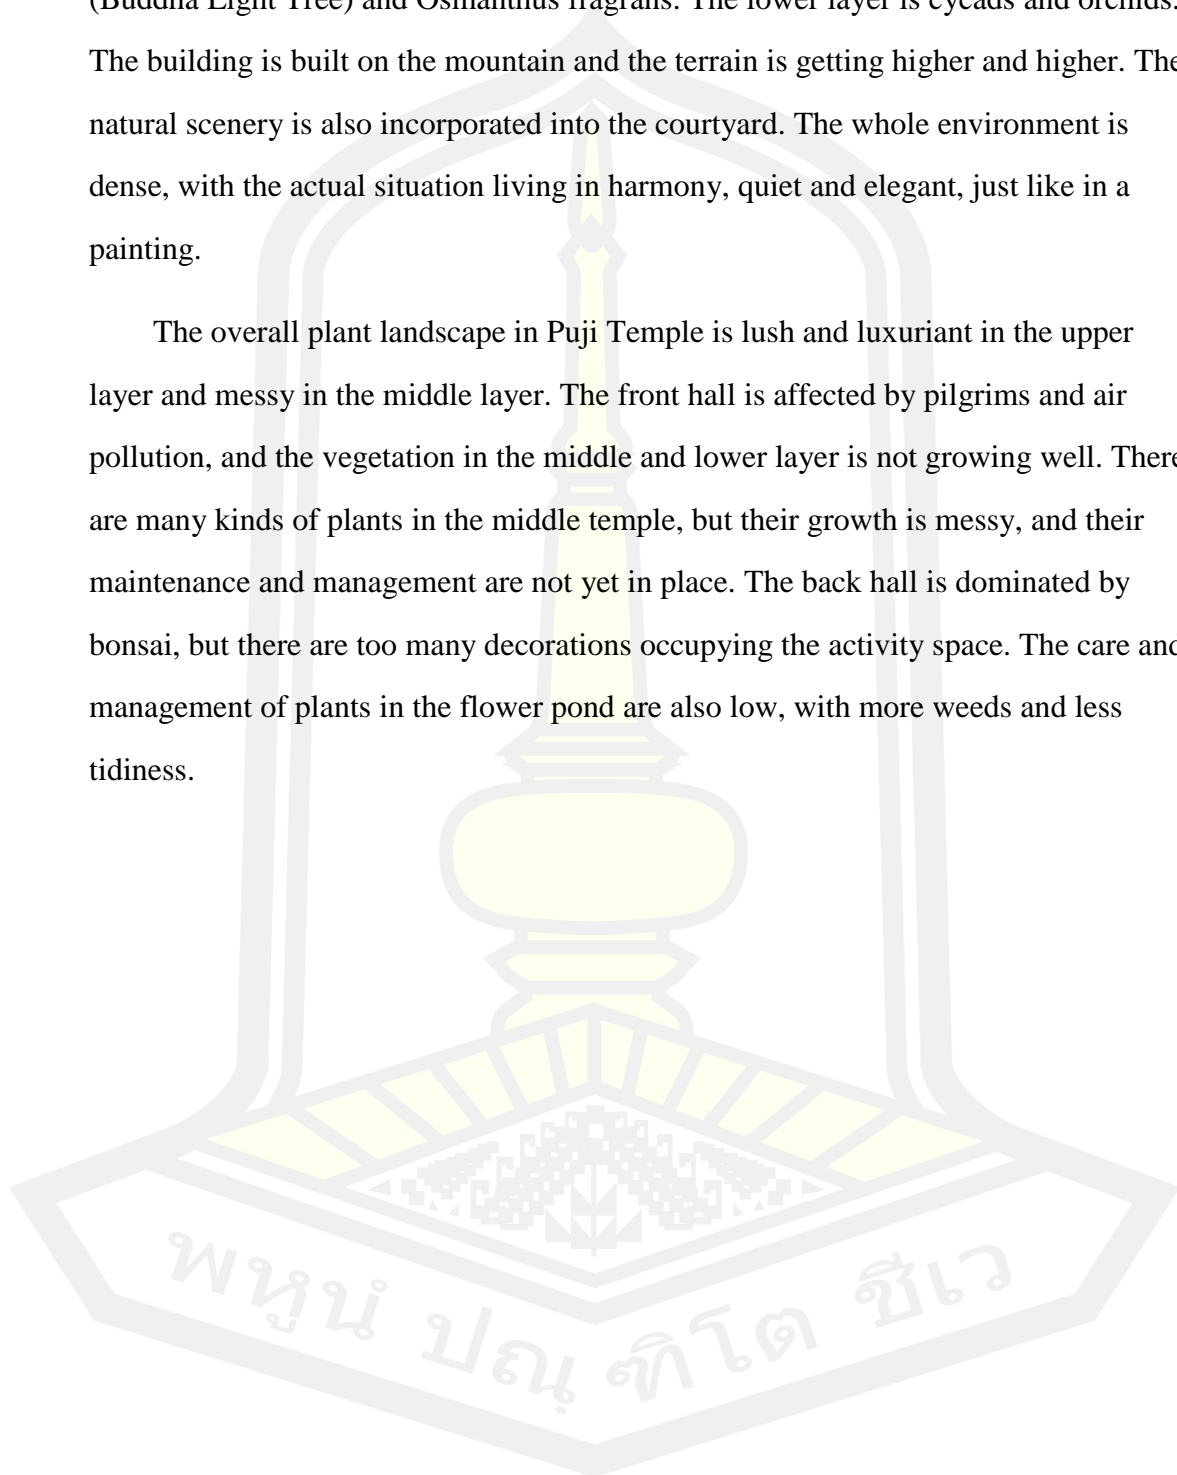 (Buddha Light Tree) and Osmanthus fragrans. The lower layer is cycads and orchids.
The building is built on the mountain and the terrain is getting higher and higher. The
natural scenery is also incorporated into the courtyard. The whole environment is
dense, with the actual situation living in harmony, quiet and elegant, just like in a
painting.
The overall plant landscape in Puji Temple is lush and luxuriant in the upper
layer and messy in the middle layer. The front hall is affected by pilgrims and air
pollution, and the vegetation in the middle and lower layer is not growing well. There
are many kinds of plants in the middle temple, but their growth is messy, and their
maintenance and management are not yet in place. The back hall is dominated by
bonsai, but there are too many decorations occupying the activity space. The care and
management of plants in the flower pond are also low, with more weeds and less
tidiness.
พหูนํ ปณฺ ฑิโต ชีเว